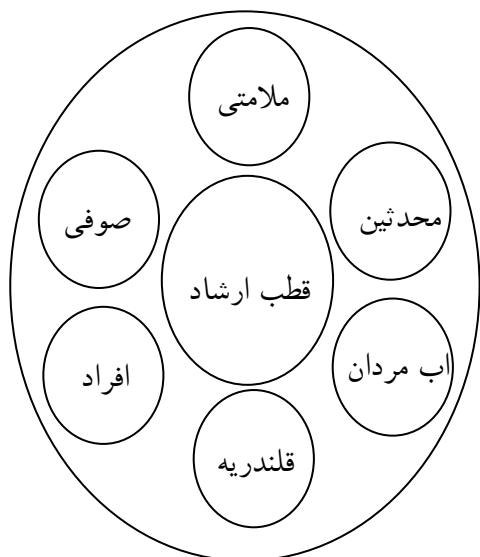 ملامتی
محدثین
صوفی
قطب ارشاد
اب مردان
افراد
قلندریه